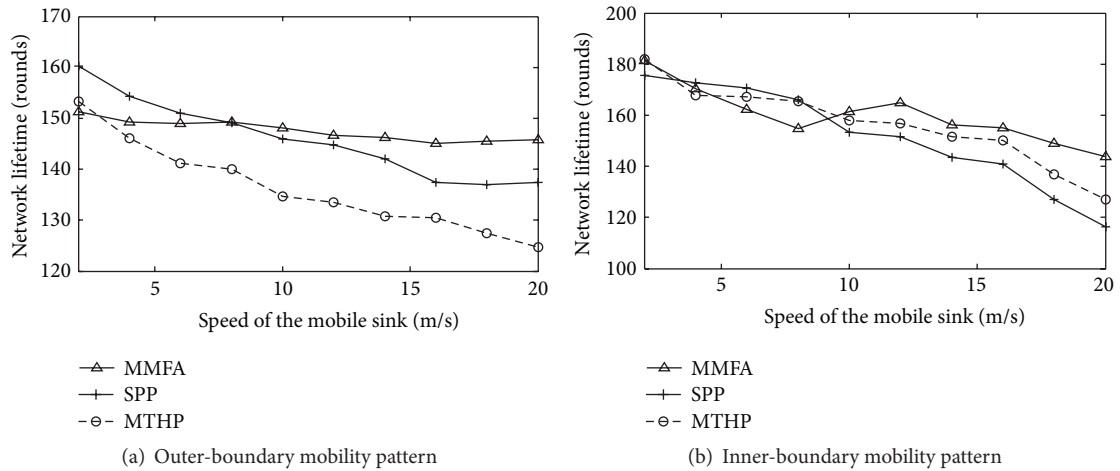 170
160
150
140
130
120
Network lifetime (rounds)
5 10 15 20
Speed of the mobile sink (m/s)
MMFA
SPP
MTHP
(a) Outer-boundary mobility pattern
200
180
160
140
120
100
Network lifetime (rounds)
5 10 15 20
Speed of the mobile sink (m/s)
MMFA
SPP
MTHP
(b) Inner-boundary mobility pattern